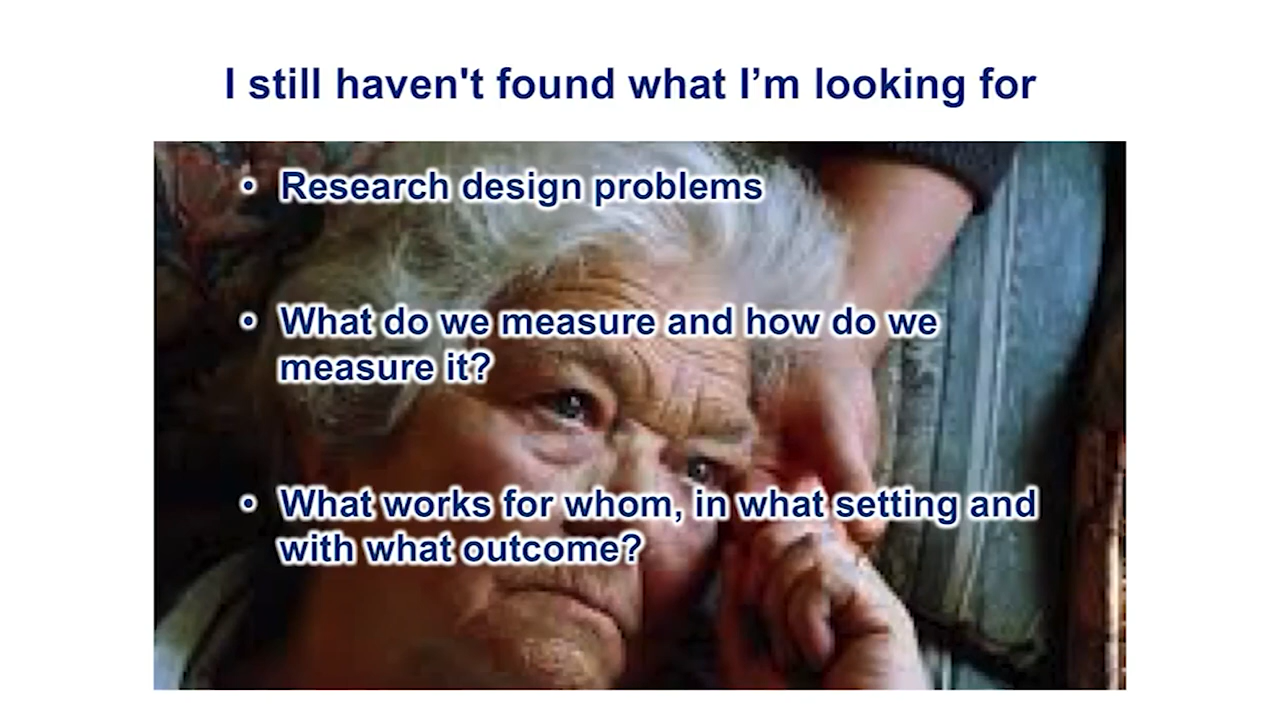 I still haven't found what I’m looking for
• Research design problems
• What do we measure and how do we
measure it?
• What works for whom, in what setting and
with what outcome?